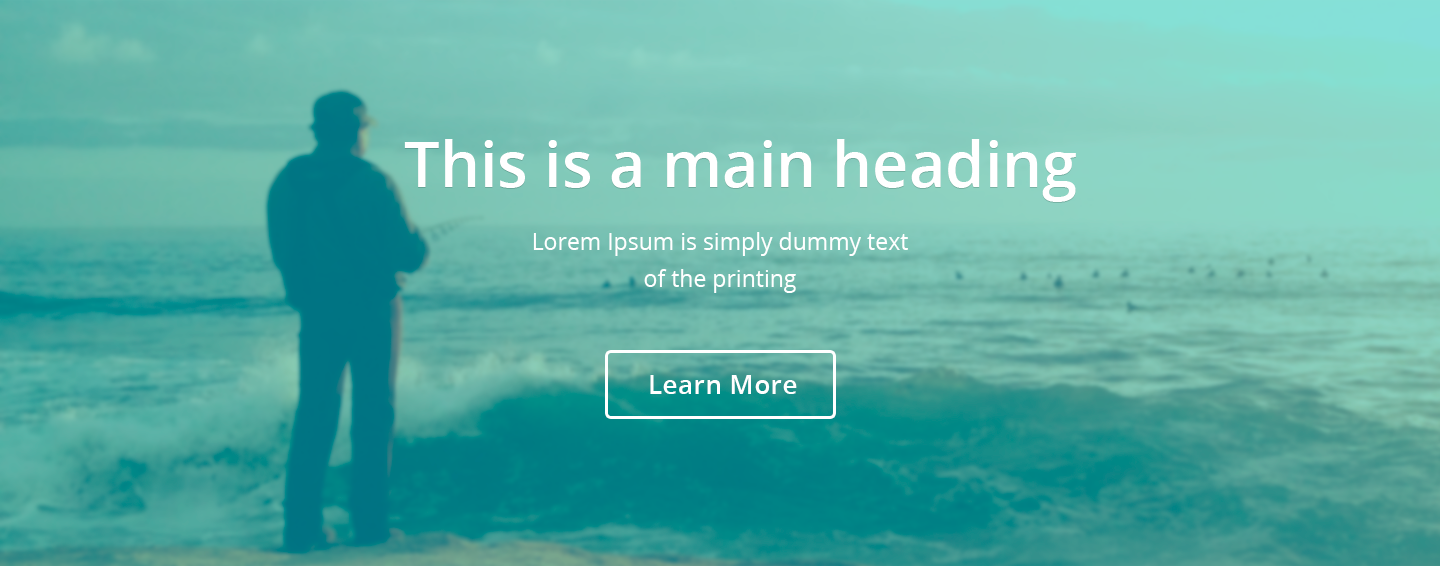 This is a main heading
Lorem Ipsum is simply dummy text
of the printing
Learn More